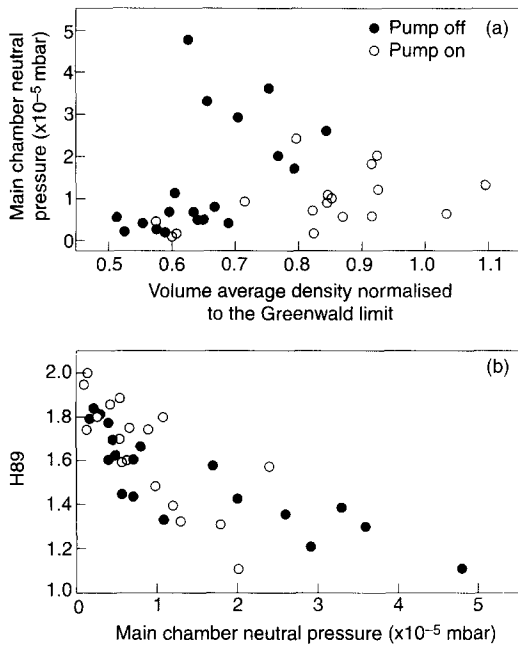 (a)
● Pump off
○ Pump on
Main chamber neutral
pressure (x10⁻⁵ mbar)
5
4
3
2
1
0
0.5 0.6 0.7 0.8 0.9 1.0 1.1
Volume average density normalised
to the Greenwald limit
(b)
H89
2.0
1.8
1.6
1.4
1.2
1.0
0 1 2 3 4 5
Main chamber neutral pressure (x10⁻⁵ mbar)